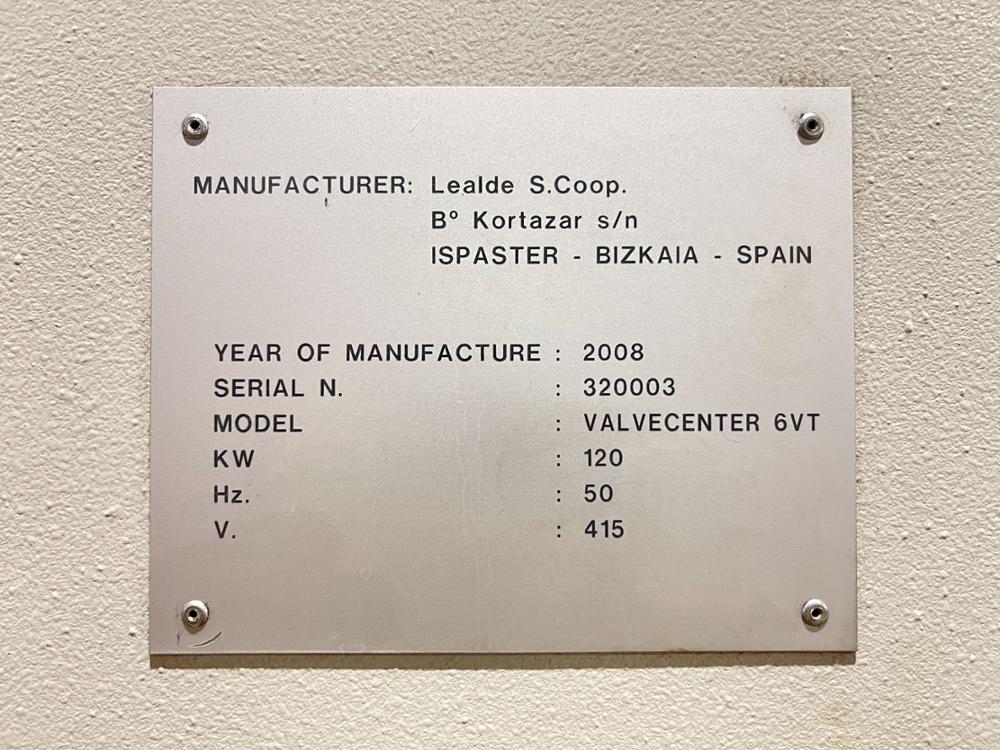 MANUFACTURER: Lealde S.Coop.
Bº Kortazar s/n
ISPASTER - BIZKAIA - SPAIN
YEAR OF MANUFACTURE : 2008
SERIAL N. : 320003
MODEL : VALVECENTER 6VT
KW : 120
Hz. : 50
V. : 415